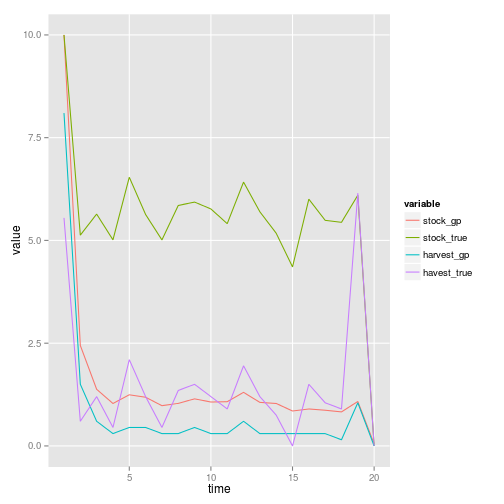 10.0
7.5
5.0
2.5
0.0
value
5
10
15
20
time
variable
stock_gp
stock_true
harvest_gp
havest_true